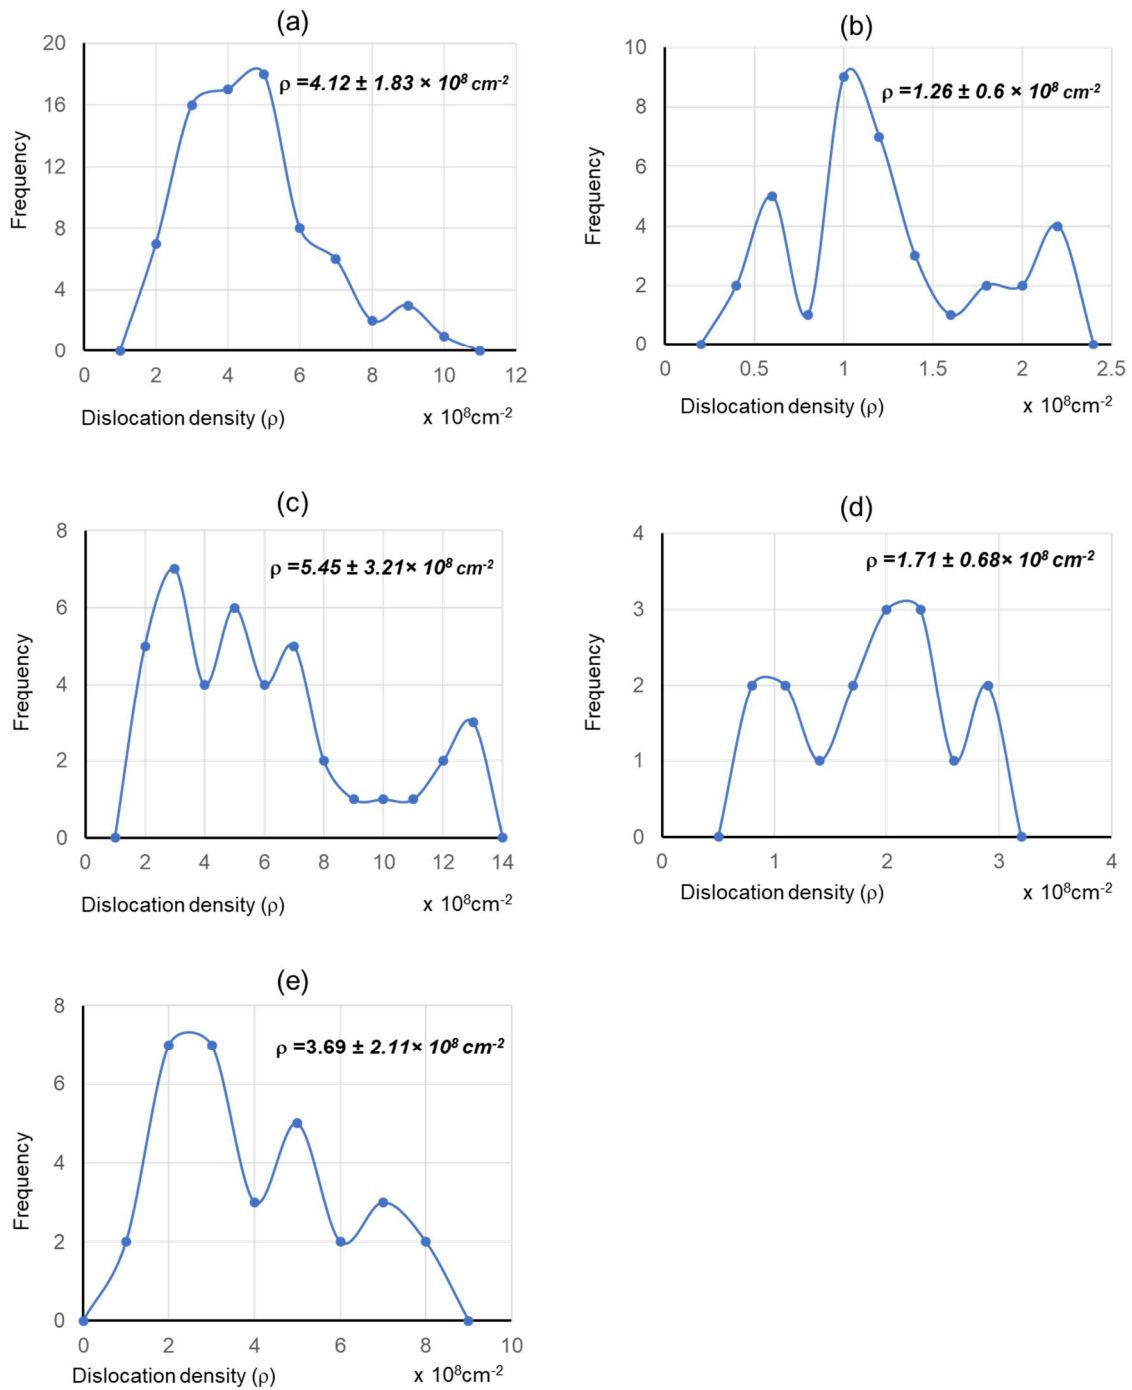 (a)
20
16
12
8
4
0
Frequency
ρ =4.12 ± 1.83 × 10⁸ cm⁻²
0 2 4 6 8 10 12
Dislocation density (ρ) x 10⁸cm⁻²
(b)
10
8
6
4
2
0
Frequency
ρ =1.26 ± 0.6 × 10⁸ cm⁻²
0 0.5 1 1.5 2 2.5
Dislocation density (ρ) x 10⁸cm⁻²
(c)
8
6
4
2
0
Frequency
ρ =5.45 ± 3.21× 10⁸ cm⁻²
0 2 4 6 8 10 12 14
Dislocation density (ρ) x 10⁸cm⁻²
(d)
4
3
2
1
0
Frequency
ρ =1.71 ± 0.68× 10⁸ cm⁻²
0 1 2 3 4
Dislocation density (ρ) x 10⁸cm⁻²
(e)
8
6
4
2
0
Frequency
ρ =3.69 ± 2.11× 10⁸ cm⁻²
0 2 4 6 8 10
Dislocation density (ρ) x 10⁸cm⁻²